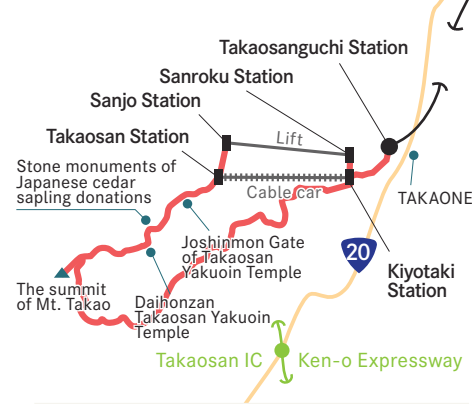 Takaosanguchi Station
Sanroku Station
Sanjo Station
Takaosan Station
Lift
Stone monuments of
Japanese cedar
sapling donations
Cable car
TAKAONE
Joshinmon Gate
of Takaosan
Yakuoin Temple
20
Kiyotaki
Station
The summit
of Mt. Takao
Daihonzan
Takaosan Yakuoin
Temple
Takaosan IC
Ken-o Expressway